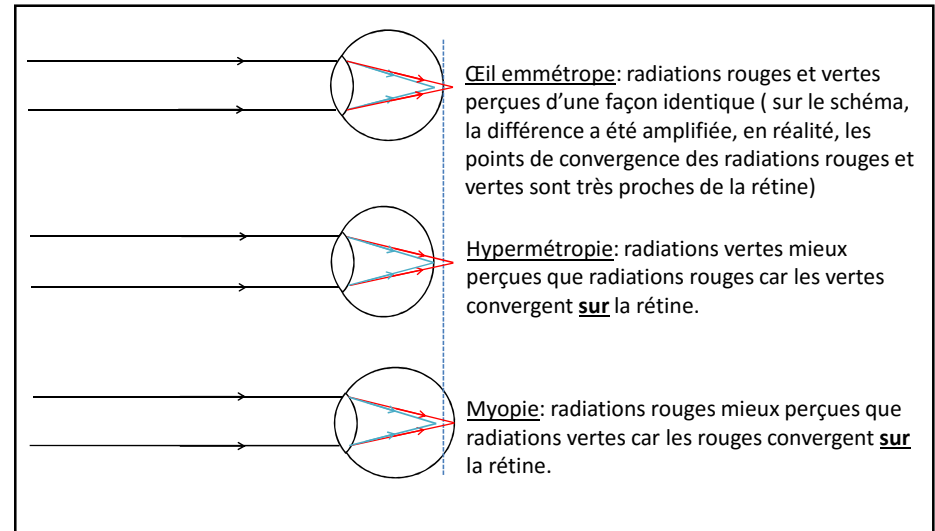 Œil emmétrope: radiations rouges et vertes
perçues d'une façon identique ( sur le schéma,
la différence a été amplifiée, en réalité, les
points de convergence des radiations rouges et
vertes sont très proches de la rétine)
Hypermétropie: radiations vertes mieux
perçues que radiations rouges car les vertes
convergent sur la rétine.
Myopie: radiations rouges mieux perçues que
radiations vertes car les rouges convergent sur
la rétine.